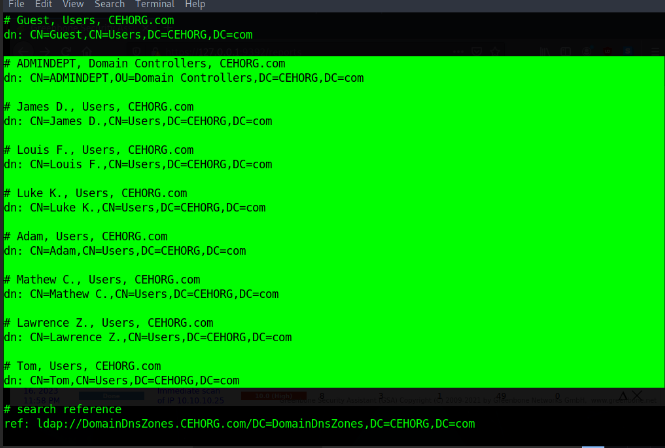 File Edit View Search Terminal Help
# Guest, Users, CEHORG.com
dn: CN=Guest,CN=Users,DC=CEHORG,DC=com
# ADMINDEPT, Domain Controllers, CEHORG.com
dn: CN=ADMINDEPT,OU=Domain Controllers,DC=CEHORG,DC=com
# James D., Users, CEHORG.com
dn: CN=James D.,CN=Users,DC=CEHORG,DC=com
# Louis F., Users, CEHORG.com
dn: CN=Louis F.,CN=Users,DC=CEHORG,DC=com
# Luke K., Users, CEHORG.com
dn: CN=Luke K.,CN=Users,DC=CEHORG,DC=com
# Adam, Users, CEHORG.com
dn: CN=Adam,CN=Users,DC=CEHORG,DC=com
# Mathew C., Users, CEHORG.com
dn: CN=Mathew C.,CN=Users,DC=CEHORG,DC=com
# Lawrence Z., Users, CEHORG.com
dn: CN=Lawrence Z.,CN=Users,DC=CEHORG,DC=com
# Tom, Users, CEHORG.com
dn: CN=Tom,CN=Users,DC=CEHORG,DC=com
# search reference
ref: ldap://DomainDnsZones.CEHORG.com/DC=DomainDnsZones,DC=CEHORG,DC=com